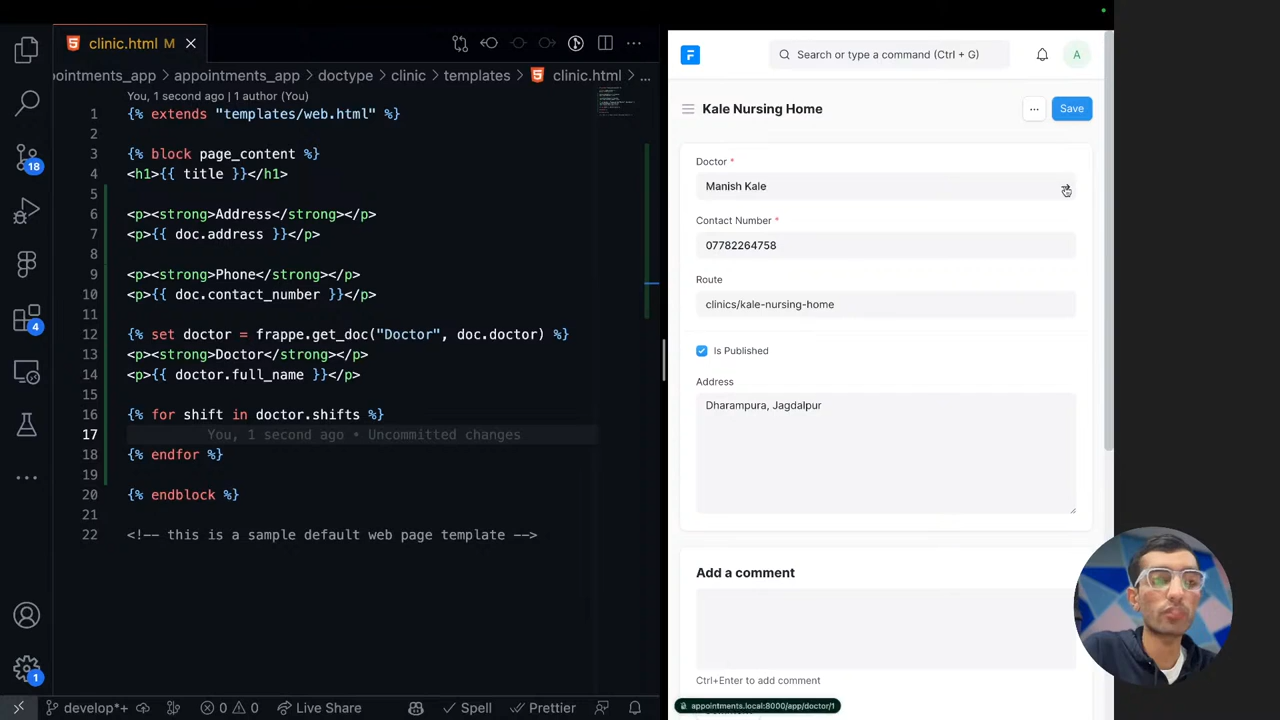 clinic.html M
ointments_app > appointments_app > doctype > clinic > templates > clinic.html > ...
You, 1 second ago | 1 author (You)
1 {% extends "templates/web.html" %}
2
3 {% block page_content %}
4 <h1>{{ title }}</h1>
5
6 <p><strong>Address</strong></p>
7 <p>{{ doc.address }}</p>
8
9 <p><strong>Phone</strong></p>
10 <p>{{ doc.contact_number }}</p>
11
12 {% set doctor = frappe.get_doc("Doctor", doc.doctor) %}
13 <p><strong>Doctor</strong></p>
14 <p>{{ doctor.full_name }}</p>
15
16 {% for shift in doctor.shifts %}
17 You, 1 second ago • Uncommitted changes
18 {% endfor %}
19
20 {% endblock %}
21
22 <!-- this is a sample default web page template -->
18
4
1
develop*+ 0 0 Live Share Spell Prettier
F
Search or type a command (Ctrl + G)
A
Kale Nursing Home
... Save
Doctor *
Manish Kale
Contact Number *
07782264758
Route
clinics/kale-nursing-home
Is Published
Address
Dharampura, Jagdalpur
Add a comment
Ctrl+Enter to add comment
appointments.local:8000/app/doctor/1